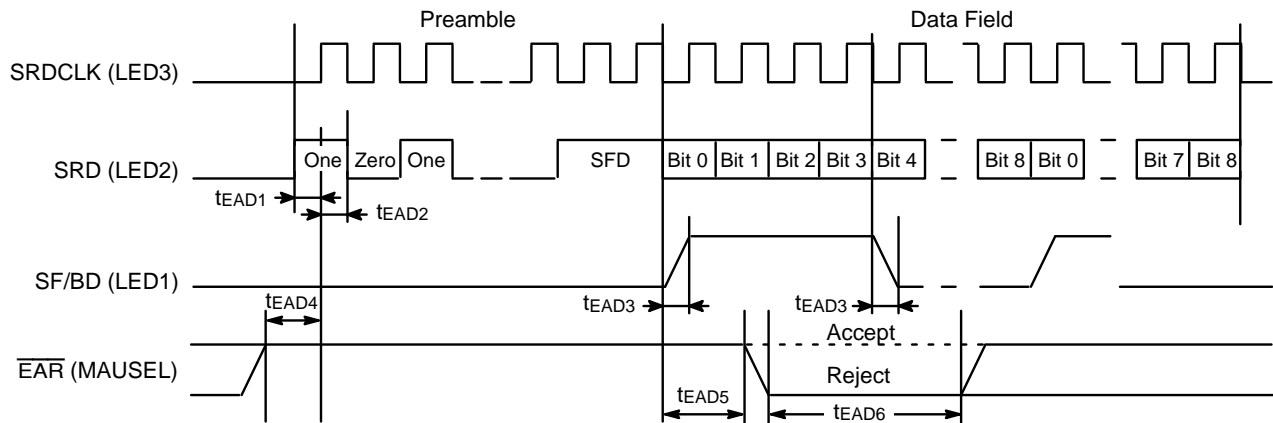 Preamble Data Field
SRDCLK (LED3)
SRD (LED2) One Zero One SFD Bit 0 Bit 1 Bit 2 Bit 3 Bit 4 Bit 8 Bit 0 Bit 7 Bit 8
tEAD1
tEAD2
SF/BD (LED1)
tEAD4 tEAD3 tEAD3
EAR (MAUSEL) Accept
Reject
tEAD5 tEAD6